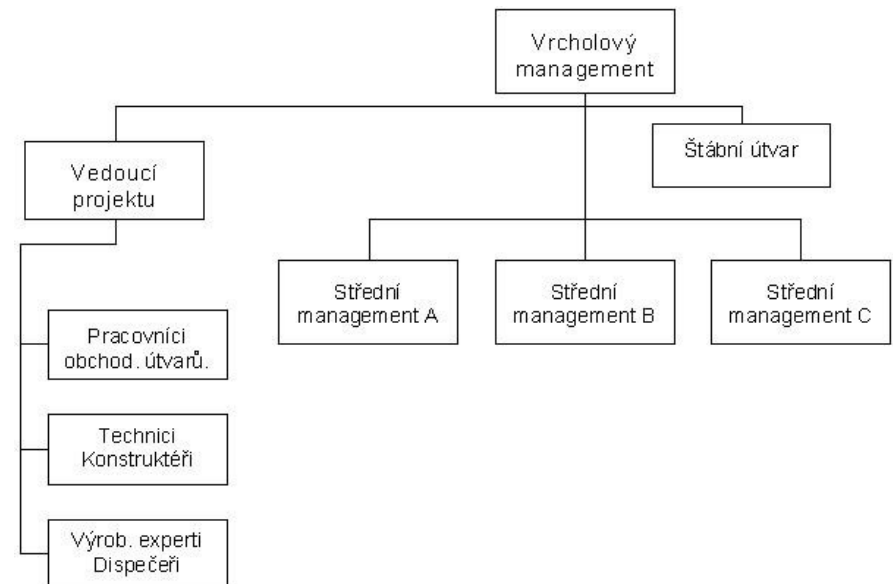 Vrcholový
management
Štábní útvar
Vedoucí
projektu
Střední
management A
Střední
management B
Střední
management C
Pracovníci
obchod. útvarů.
Technici
Konstruktéři
Výrob. experti
Dispečeři